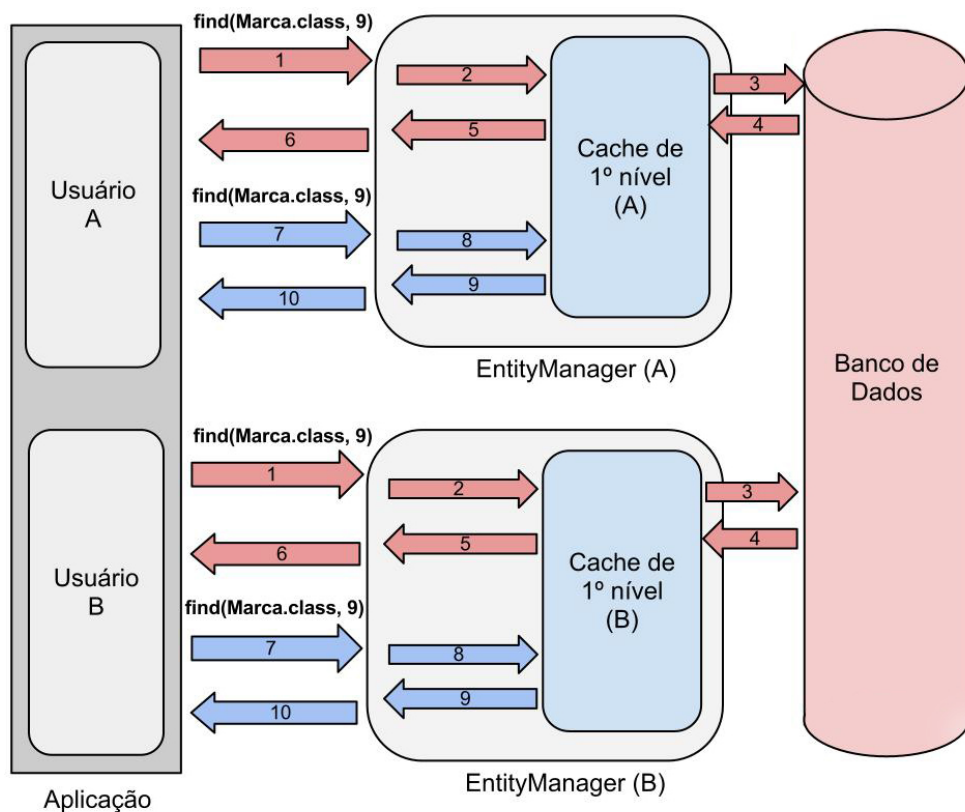 find(Marca.class, 9)
1
2
3
4
5
6
Usuário
A
Cache de
1º nível
(A)
find(Marca.class, 9)
7
8
9
10
EntityManager (A)
Banco de
Dados
find(Marca.class, 9)
1
2
3
4
5
6
Usuário
B
Cache de
1º nível
(B)
find(Marca.class, 9)
7
8
9
10
EntityManager (B)
Aplicação